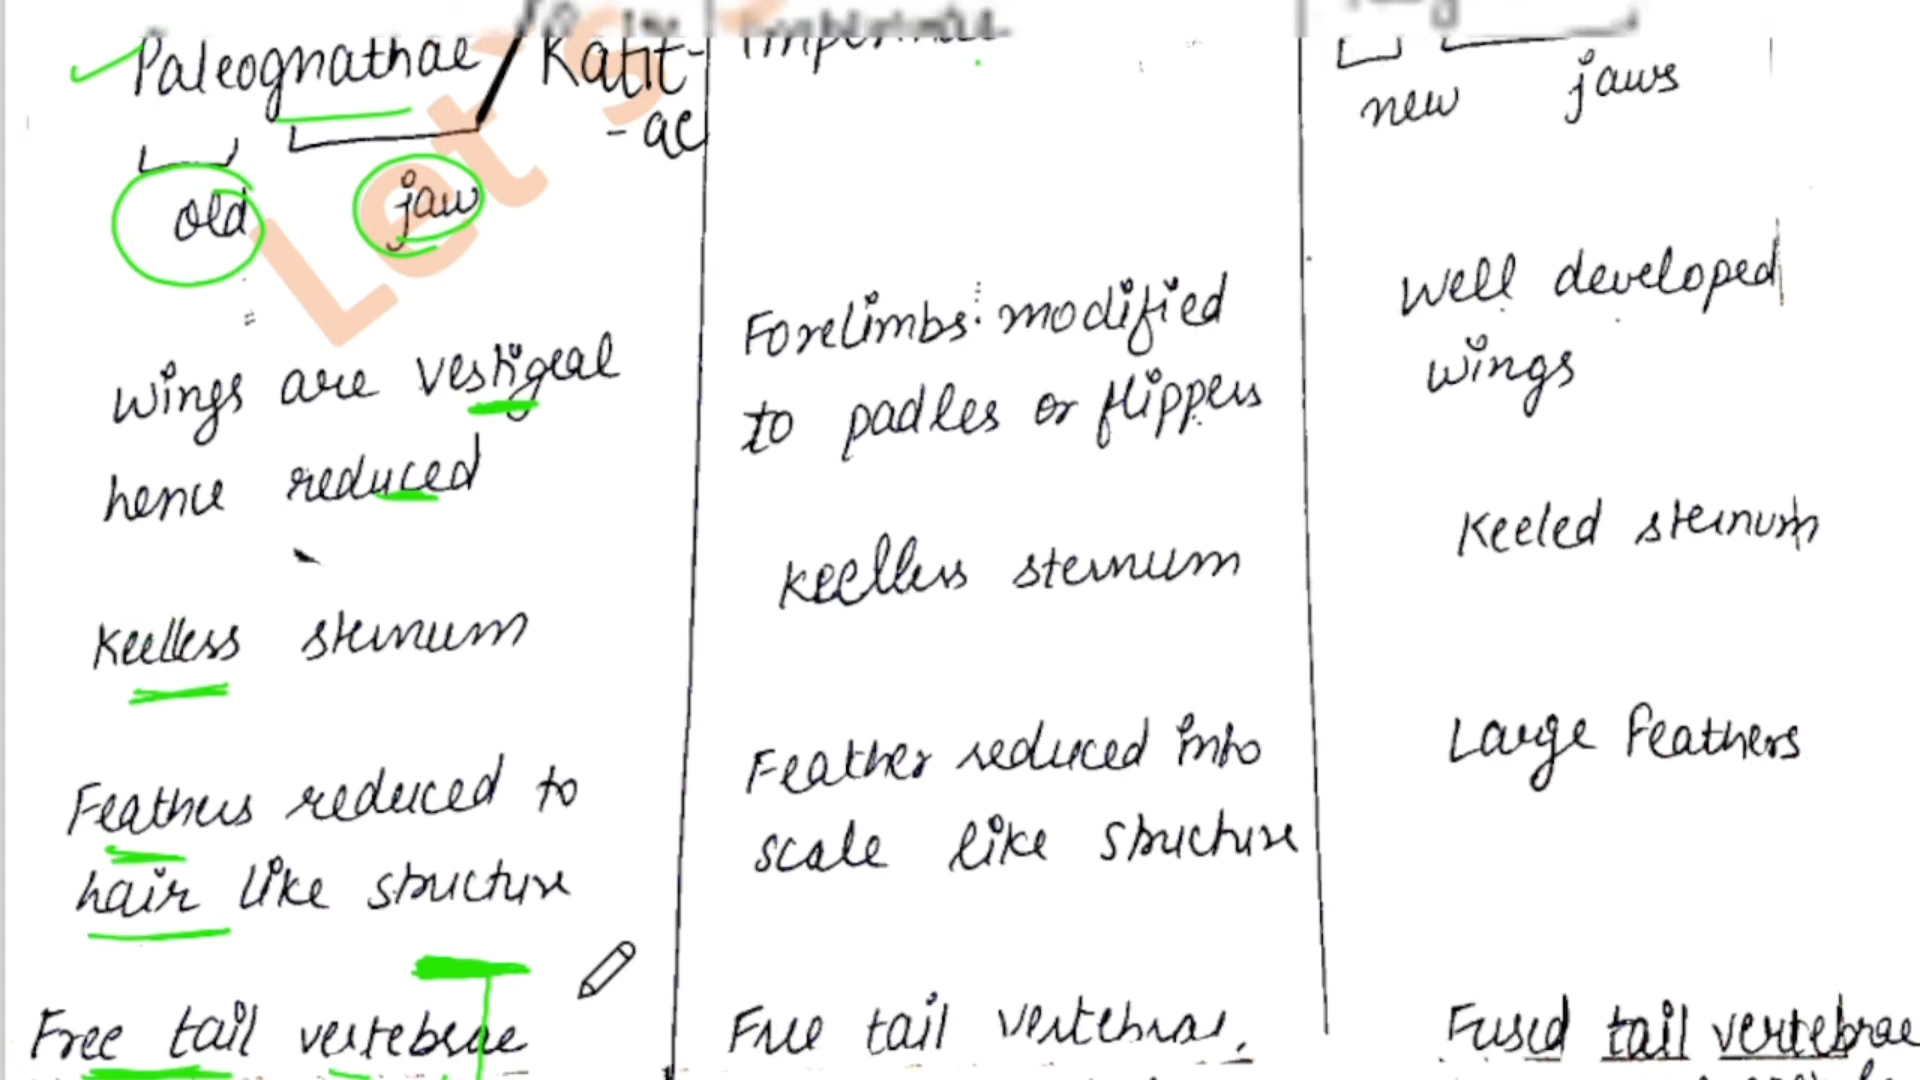 Paleognathae / Ratit-
- ae
old jaw
Wings are vestigeal
hence reduced
Keelless sternum
Feathers reduced to
hair like structure
Free tail vertebrae
Forelimbs: modified
to padles or flippers
Keelless sternum
Feather reduced into
scale like structure
Free tail vertebrae.
new jaws
Well developed
wings
Keeled sternum
Large Feathers
Fused tail vertebrae
Let's